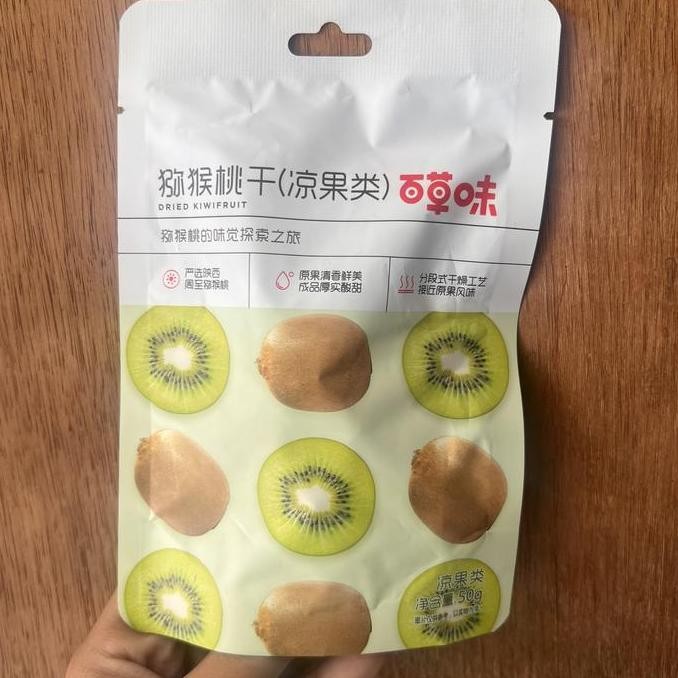 猕猴桃干(凉果类) 百草味
DRIED KIWIFRUIT
猕猴桃的味觉探索之旅
严选陕西
周至猕猴桃
原果清香鲜美
成品厚实酸甜
分段式干燥工艺
接近原果风味
凉果类
净含量:50g